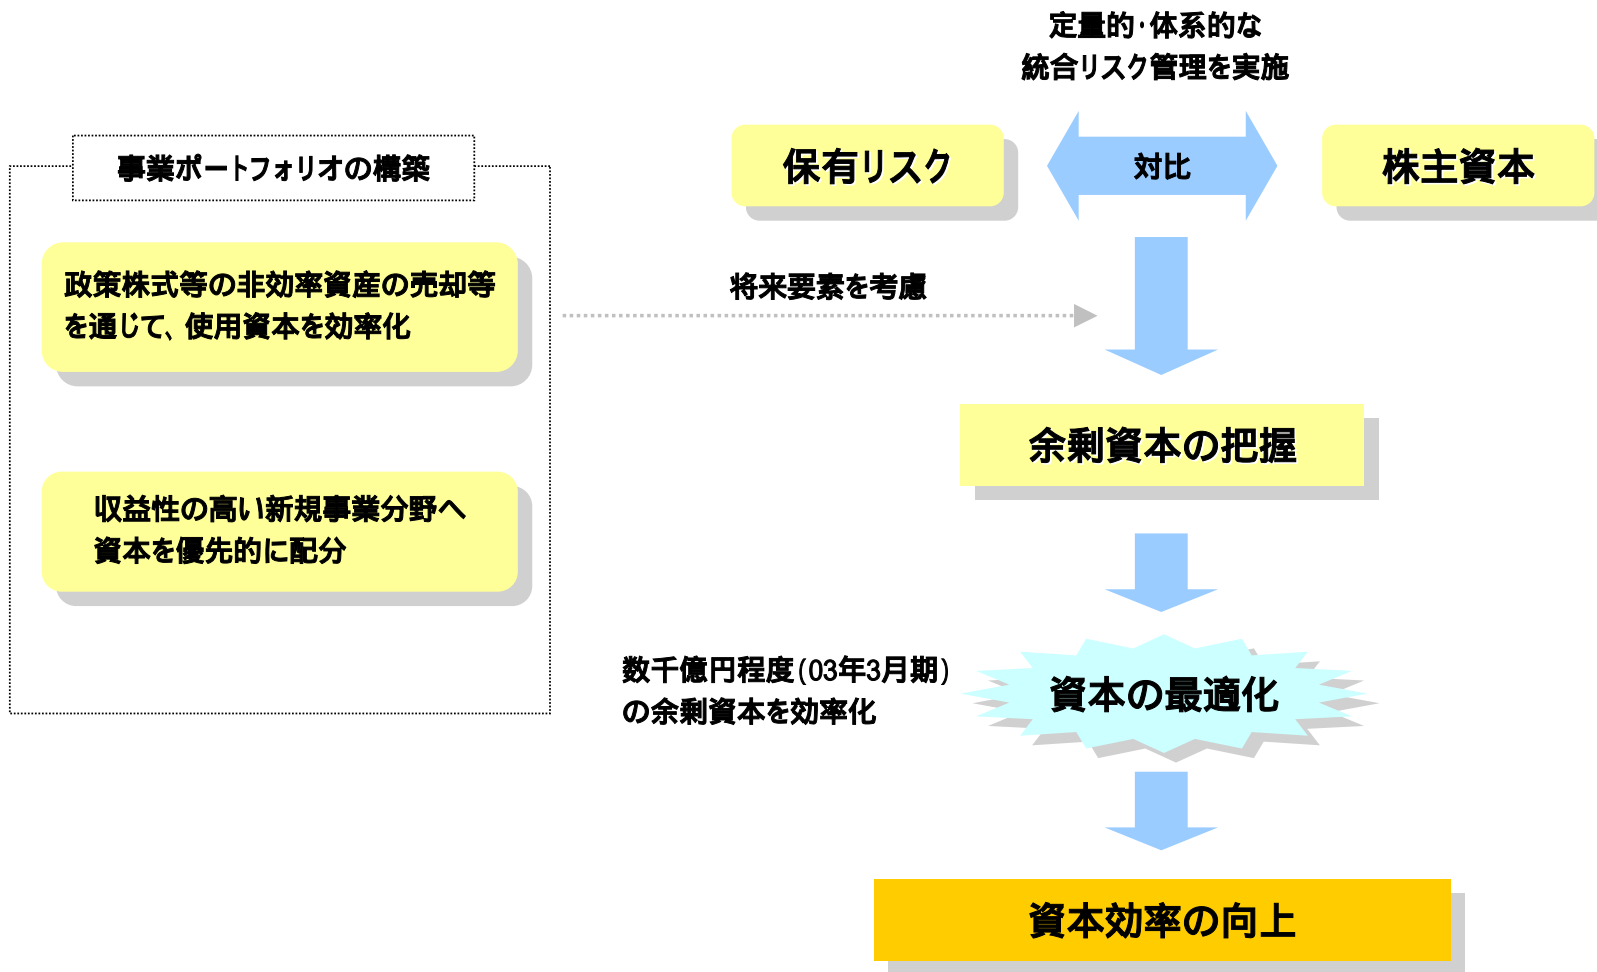 定量的・体系的な
統合リスク管理を実施
保有リスク
対比
株主資本
事業ポートフォリオの構築
政策株式等の非効率資産の売却等
を通じて、使用資本を効率化
将来要素を考慮
余剰資本の把握
収益性の高い新規事業分野へ
資本を優先的に配分
数千億円程度(03年3月期)
の余剰資本を効率化
資本の最適化
資本効率の向上